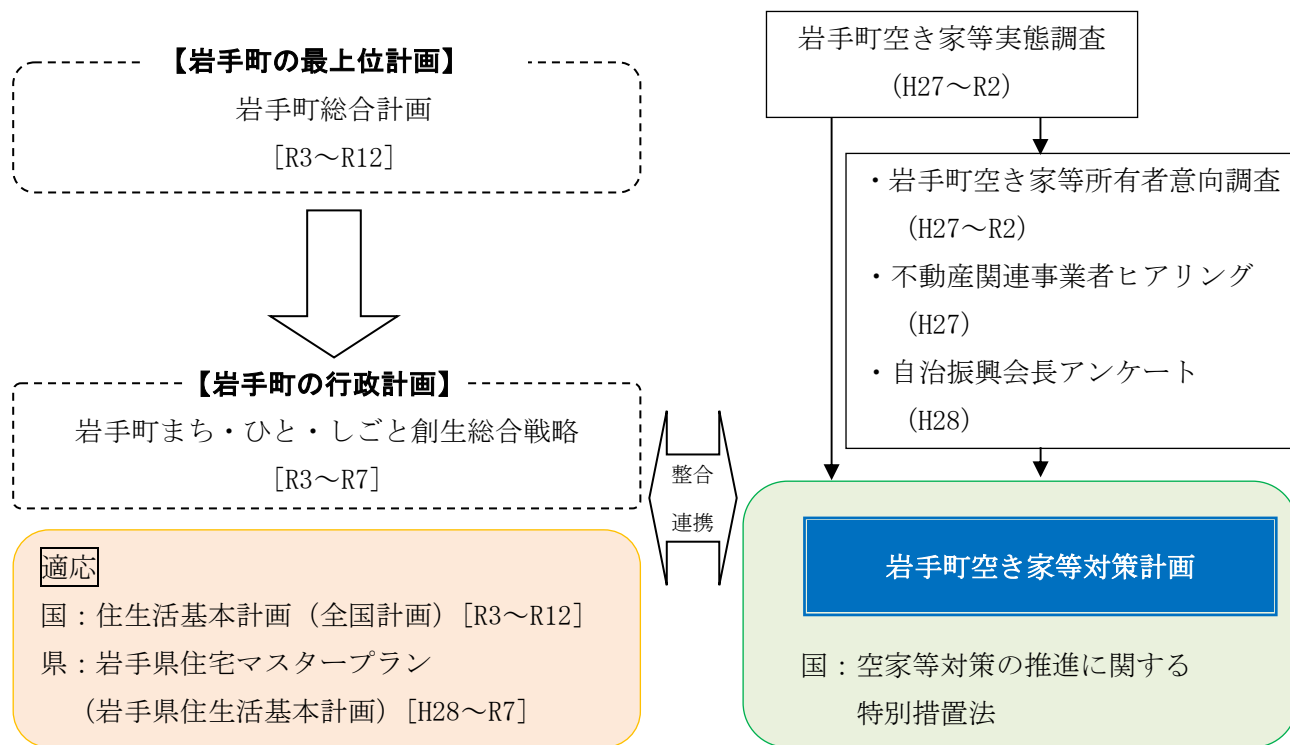 【岩手町の最上位計画】
岩手町総合計画
［R3～R12］
【岩手町の行政計画】
岩手町まち・ひと・しごと創生総合戦略
［R3～R7］
適応
国：住生活基本計画（全国計画）［R3～R12］
県：岩手県住宅マスタープラン
（岩手県住生活基本計画）［H28～R7］
整合
連携
岩手町空き家等実態調査
（H27～R2）
・岩手町空き家等所有者意向調査
（H27～R2）
・不動産関連事業者ヒアリング
（H27）
・自治振興会長アンケート
（H28）
岩手町空き家等対策計画
国：空家等対策の推進に関する
特別措置法